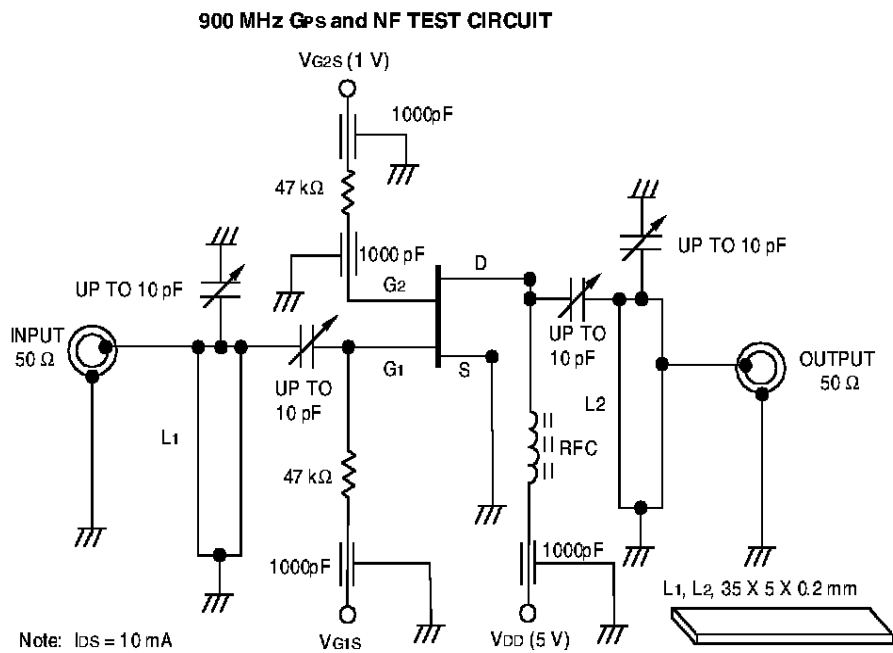 900 MHz GPS and NF TEST CIRCUIT
VG2S (1 V)
1000pF
47 kΩ
1000 pF
UP TO 10 pF
G2
D
UP TO 10 pF
INPUT
50 Ω
UP TO
10 pF
G1
S
UP TO
10 pF
OUTPUT
50 Ω
L1
L2
47 kΩ
RFC
1000pF
1000pF
L1, L2, 35 X 5 X 0.2 mm
Note: IDS = 10 mA
VG1S
VDD (5 V)